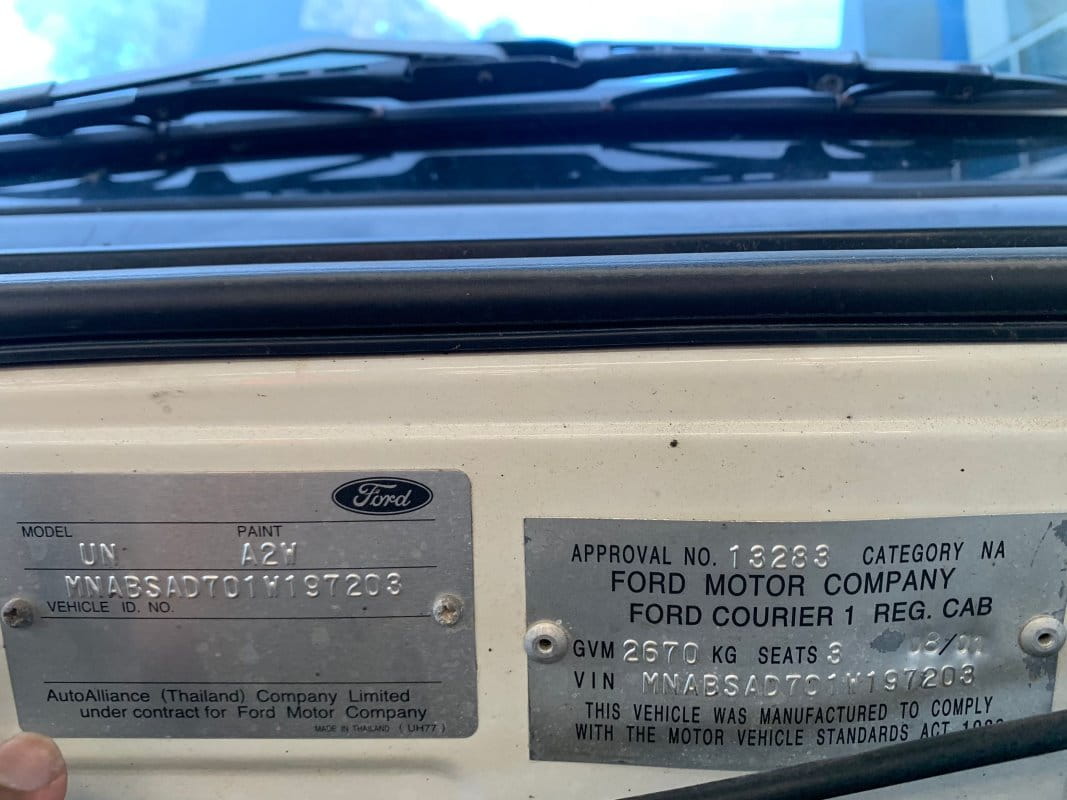 Ford
MODEL PAINT
UN A2W
MNABSAD701W197203
VEHICLE ID. NO.
AutoAlliance (Thailand) Company Limited
under contract for Ford Motor Company
MADE IN THAILAND (UH77)
APPROVAL NO. 13283 CATEGORY NA
FORD MOTOR COMPANY
FORD COURIER 1 REG. CAB
GVM 2670 KG SEATS 3
VIN MNABSAD701W197203
THIS VEHICLE WAS MANUFACTURED TO COMPLY
WITH THE MOTOR VEHICLE STANDARDS ACT